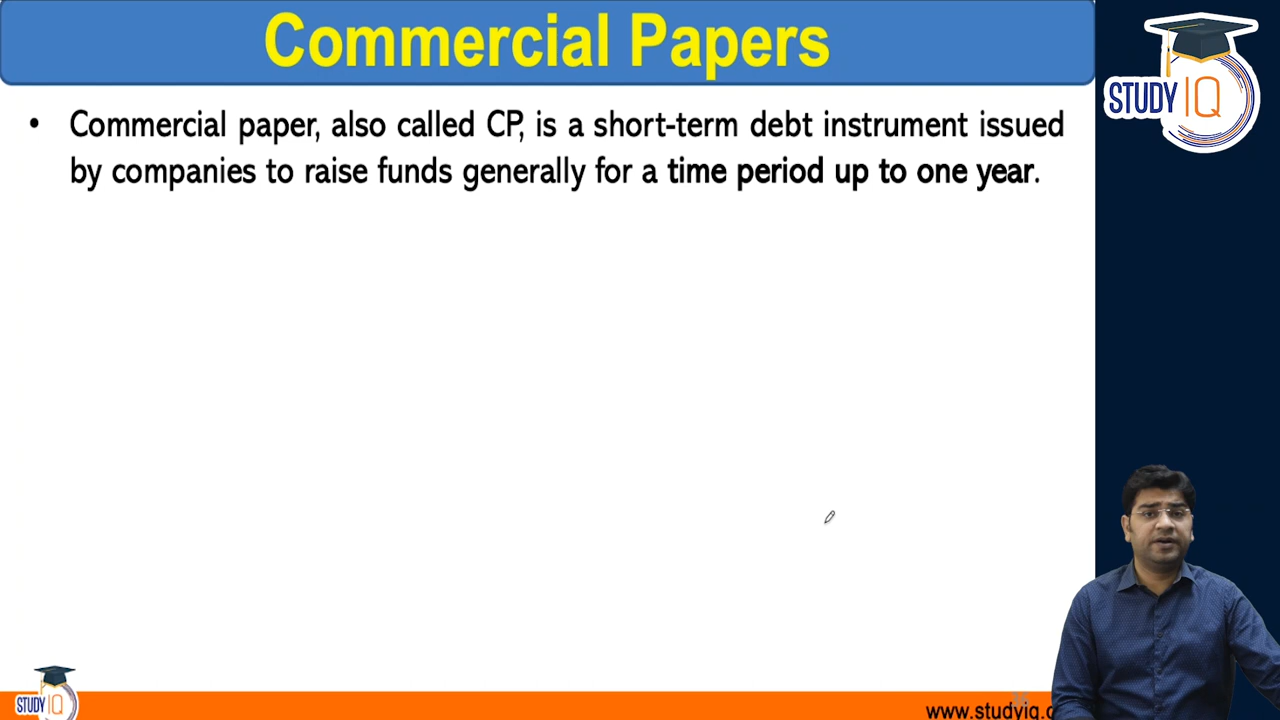 Commercial Papers
• Commercial paper, also called CP, is a short-term debt instrument issued
by companies to raise funds generally for a time period up to one year.
STUDY IQ
STUDY IQ